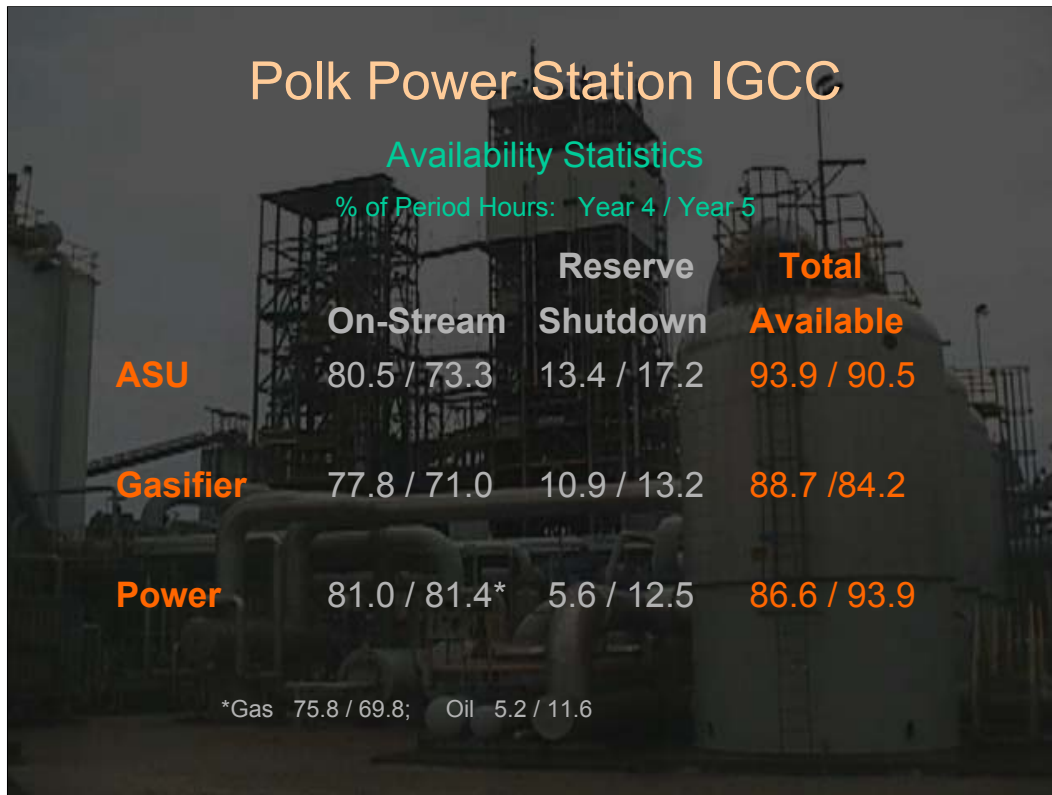 Polk Power Station IGCC
Availability Statistics
% of Period Hours: Year 4 / Year 5
Reserve Total
On-Stream Shutdown Available
ASU 80.5 / 73.3 13.4 / 17.2 93.9 / 90.5
Gasifier 77.8 / 71.0 10.9 / 13.2 88.7 /84.2
Power 81.0 / 81.4* 5.6 / 12.5 86.6 / 93.9
*Gas 75.8 / 69.8; Oil 5.2 / 11.6